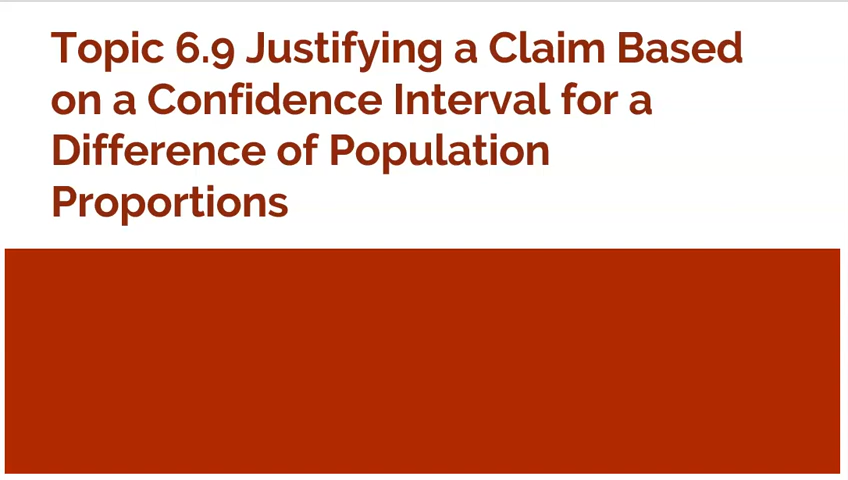 Topic 6.9 Justifying a Claim Based
on a Confidence Interval for a
Difference of Population
Proportions